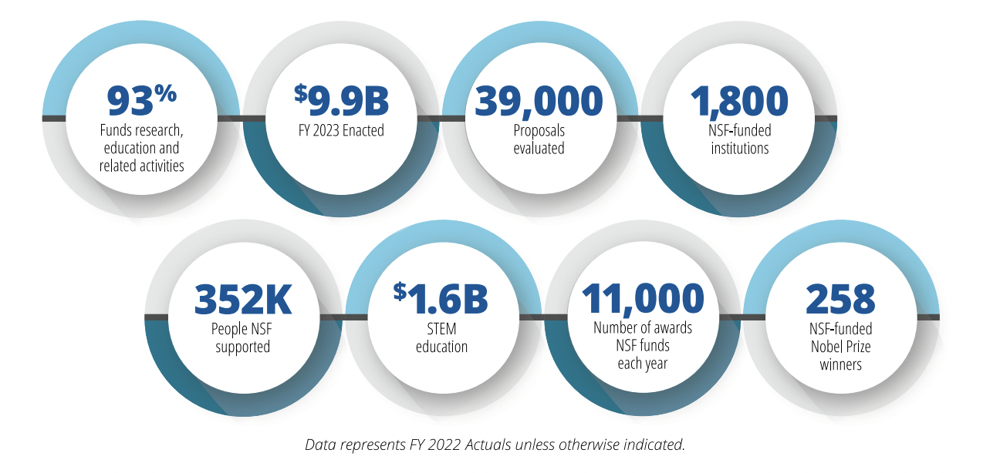 93%
Funds research,
education and
related activities
$9.9B
FY 2023 Enacted
39,000
Proposals
evaluated
1,800
NSF-funded
institutions
352K
People NSF
supported
$1.6B
STEM
education
11,000
Number of awards
NSF funds
each year
258
NSF-funded
Nobel Prize
winners
Data represents FY 2022 Actuals unless otherwise indicated.